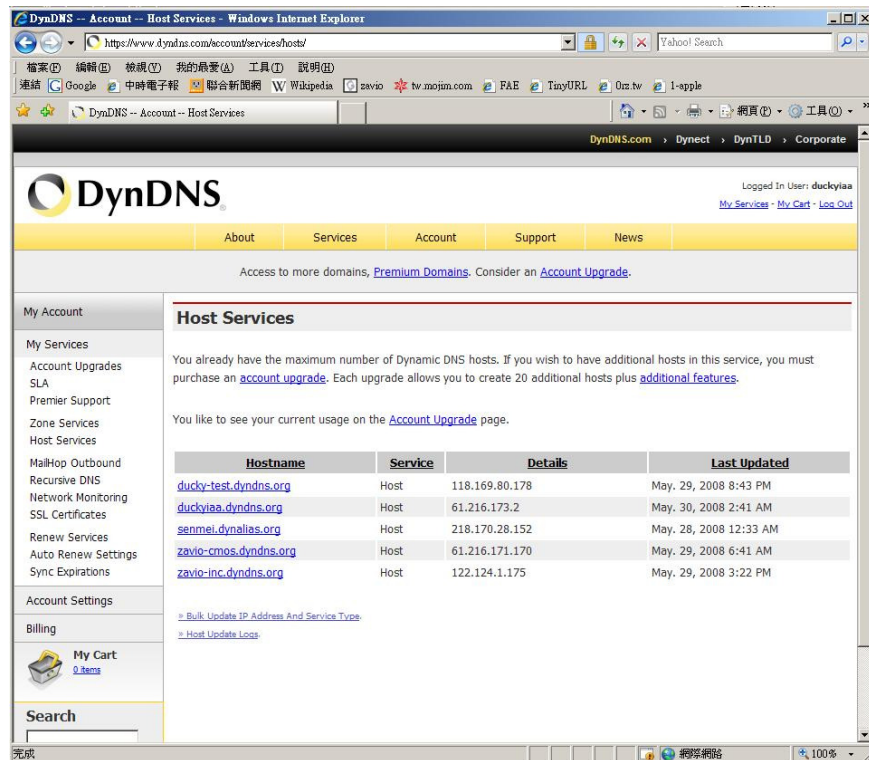 DynDNS -- Account -- Host Services - Windows Internet Explorer
https://www.dyndns.com/account/services/hosts/
Yahoo! Search
檔案(F) 編輯(E) 檢視(V) 我的最愛(A) 工具(T) 說明(H)
連結 Google 中時電子報 聯合新聞網 Wikipedia zavio tw.mojim.com FAE TinyURL 0rz.tw 1-apple
DynDNS -- Account -- Host Services
網頁(P) 工具(O)
DynDNS.com › Dynect › DynTLD › Corporate
DynDNS
Logged In User: duckyiaa
My Services - My Cart - Log Out
About Services Account Support News
Access to more domains, Premium Domains. Consider an Account Upgrade.
My Account
My Services
Account Upgrades
SLA
Premier Support
Zone Services
Host Services
MailHop Outbound
Recursive DNS
Network Monitoring
SSL Certificates
Renew Services
Auto Renew Settings
Sync Expirations
Account Settings
Billing
My Cart
0 items
Search
Host Services
You already have the maximum number of Dynamic DNS hosts. If you wish to have additional hosts in this service, you must
purchase an account upgrade. Each upgrade allows you to create 20 additional hosts plus additional features.
You like to see your current usage on the Account Upgrade page.
Hostname Service Details Last Updated
ducky-test.dyndns.org Host 118.169.80.178 May. 29, 2008 8:43 PM
duckyiaa.dyndns.org Host 61.216.173.2 May. 30, 2008 2:41 AM
senmei.dynalias.org Host 218.170.28.152 May. 28, 2008 12:33 AM
zavio-cmos.dyndns.org Host 61.216.171.170 May. 29, 2008 6:41 AM
zavio-inc.dyndns.org Host 122.124.1.175 May. 29, 2008 3:22 PM
» Bulk Update IP Address And Service Type.
» Host Update Logs.
完成
網際網路
100%